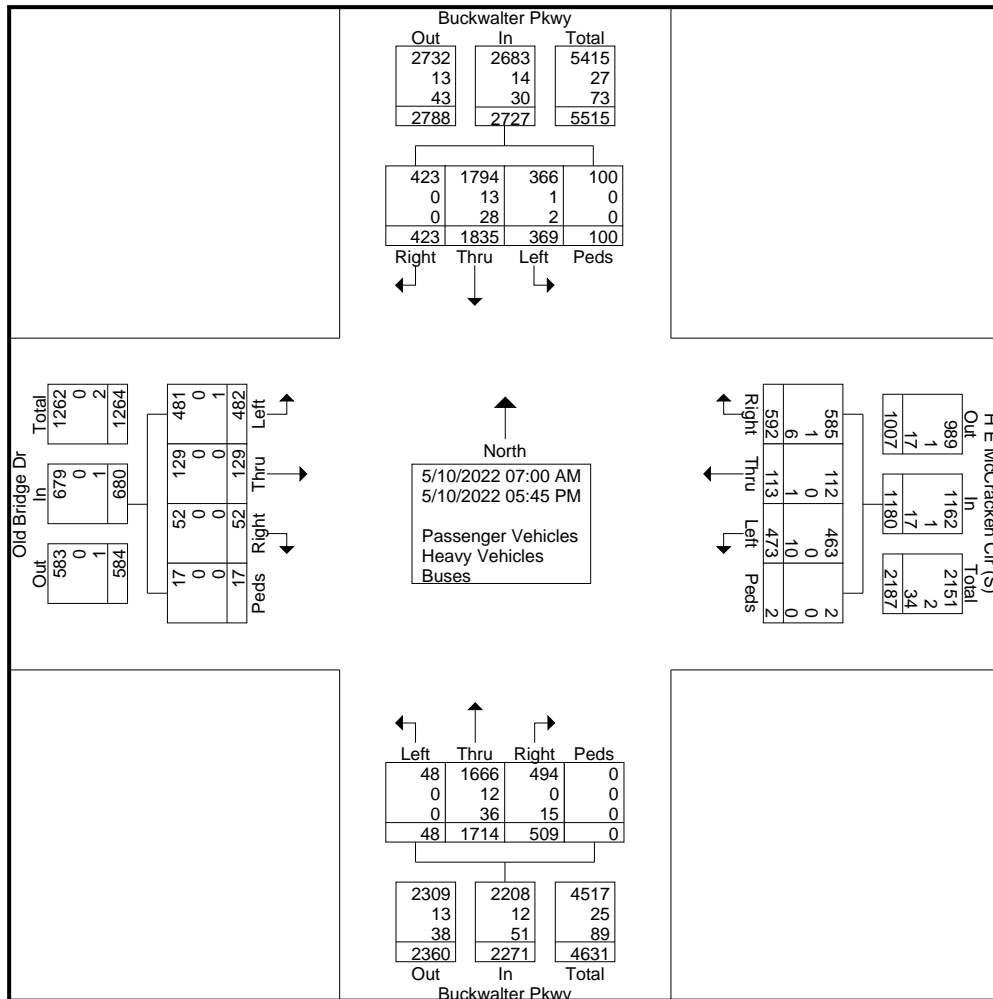 Buckwalter Pkwy
Out In Total
2732 2683 5415
13 14 27
43 30 73
2788 2727 5515
423 1794 366 100
0 13 1 0
0 28 2 0
423 1835 369 100
Right Thru Left Peds
Old Bridge Dr
Total In Out
1262 679 583
0 0 0
2 1 1
1264 680 584
481 129 52 17
0 0 0 0
1 0 0 0
482 129 52 17
Left Thru Right Peds
North
5/10/2022 07:00 AM
5/10/2022 05:45 PM
Passenger Vehicles
Heavy Vehicles
Buses
Right Thru Left Peds
592 113 473 2
6 1 10 0
1 0 0 0
585 112 463 2
1007 1180 2187
17 17 34
1 1 2
989 1162 2151
Out In Total
H E McCracken Cir (S)
Left Thru Right Peds
48 1666 494 0
0 12 0 0
0 36 15 0
48 1714 509 0
2309 2208 4517
13 12 25
38 51 89
2360 2271 4631
Out In Total
Buckwalter Pkwy